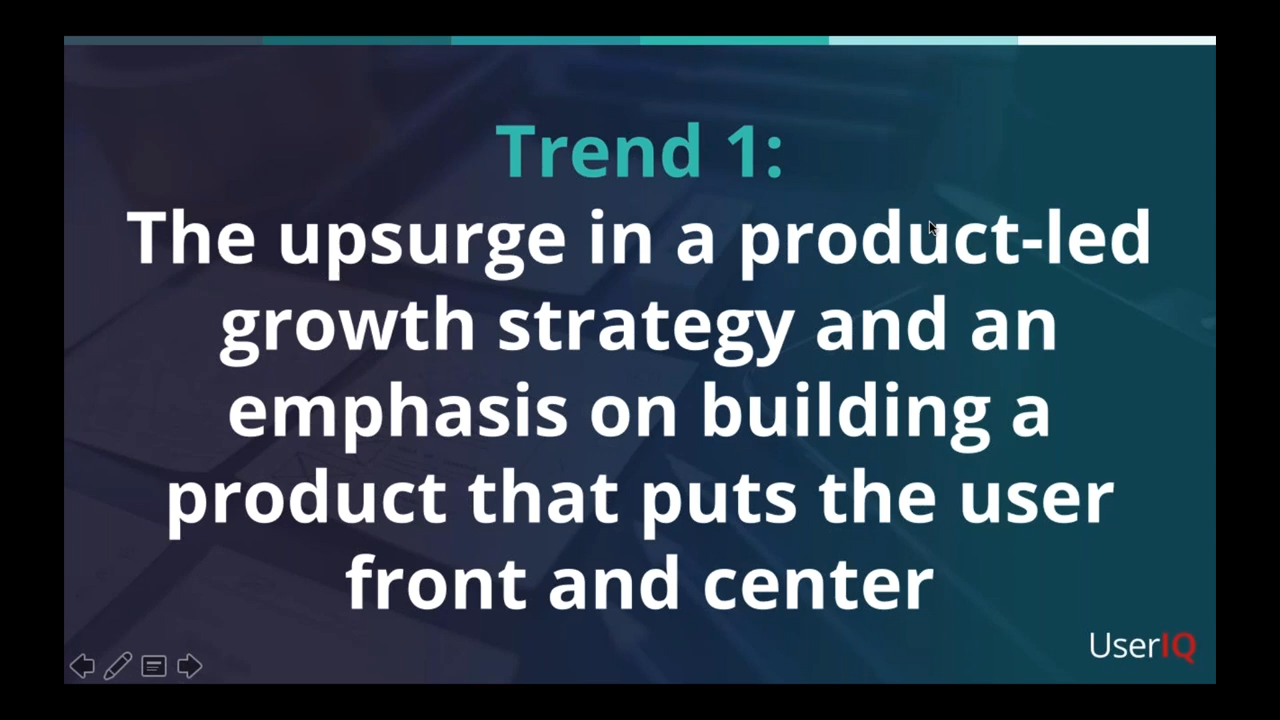 Trend 1:
The upsurge in a product-led
growth strategy and an
emphasis on building a
product that puts the user
front and center
UserIQ